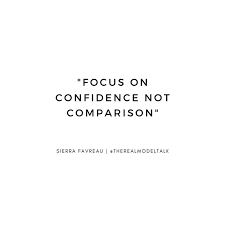 "FOCUS ON
CONFIDENCE NOT
COMPARISON"
SIERRA FAVREAU | @THEREALMODELTALK